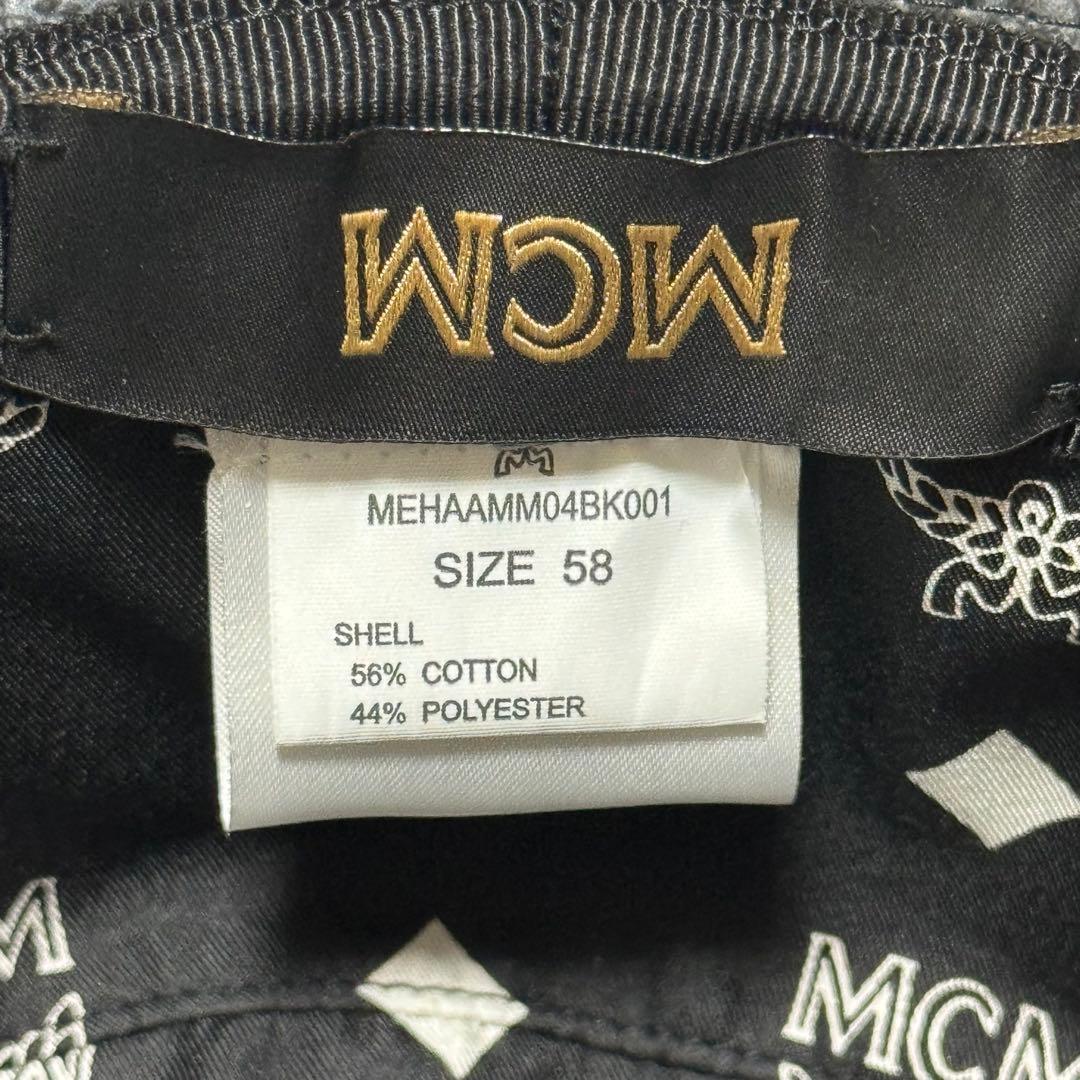 MCM
MEHAAMM04BK001
SIZE 58
SHELL
56% COTTON
44% POLYESTER
M
MCM